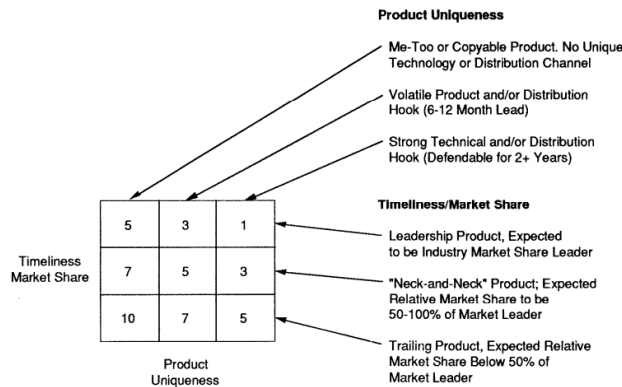 Product Uniqueness
Me-Too or Copyable Product. No Unique
Technology or Distribution Channel
Volatile Product and/or Distribution
Hook (6-12 Month Lead)
Strong Technical and/or Distribution
Hook (Defendable for 2+ Years)
Timeliness/Market Share
Leadership Product, Expected
to be Industry Market Share Leader
"Neck-and-Neck" Product; Expected
Relative Market Share to be
50-100% of Market Leader
Trailing Product, Expected Relative
Market Share Below 50% of
Market Leader
Timeliness
Market Share
5 3 1
7 5 3
10 7 5
Product
Uniqueness